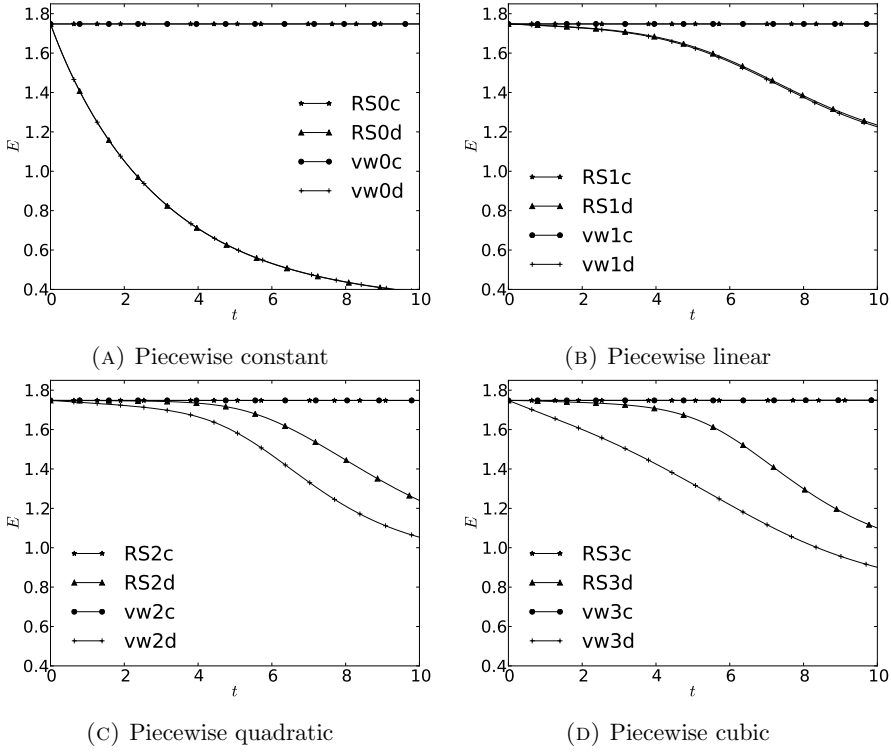 1.8
1.6
1.4
1.2
1.0
0.8
0.6
0.4
E
0 2 4 6 8 10
t
RS0c
RS0d
vw0c
vw0d
(A) Piecewise constant
1.8
1.6
1.4
1.2
1.0
0.8
0.6
0.4
E
0 2 4 6 8 10
t
RS1c
RS1d
vw1c
vw1d
(B) Piecewise linear
1.8
1.6
1.4
1.2
1.0
0.8
0.6
0.4
E
0 2 4 6 8 10
t
RS2c
RS2d
vw2c
vw2d
(C) Piecewise quadratic
1.8
1.6
1.4
1.2
1.0
0.8
0.6
0.4
E
0 2 4 6 8 10
t
RS3c
RS3d
vw3c
vw3d
(D) Piecewise cubic